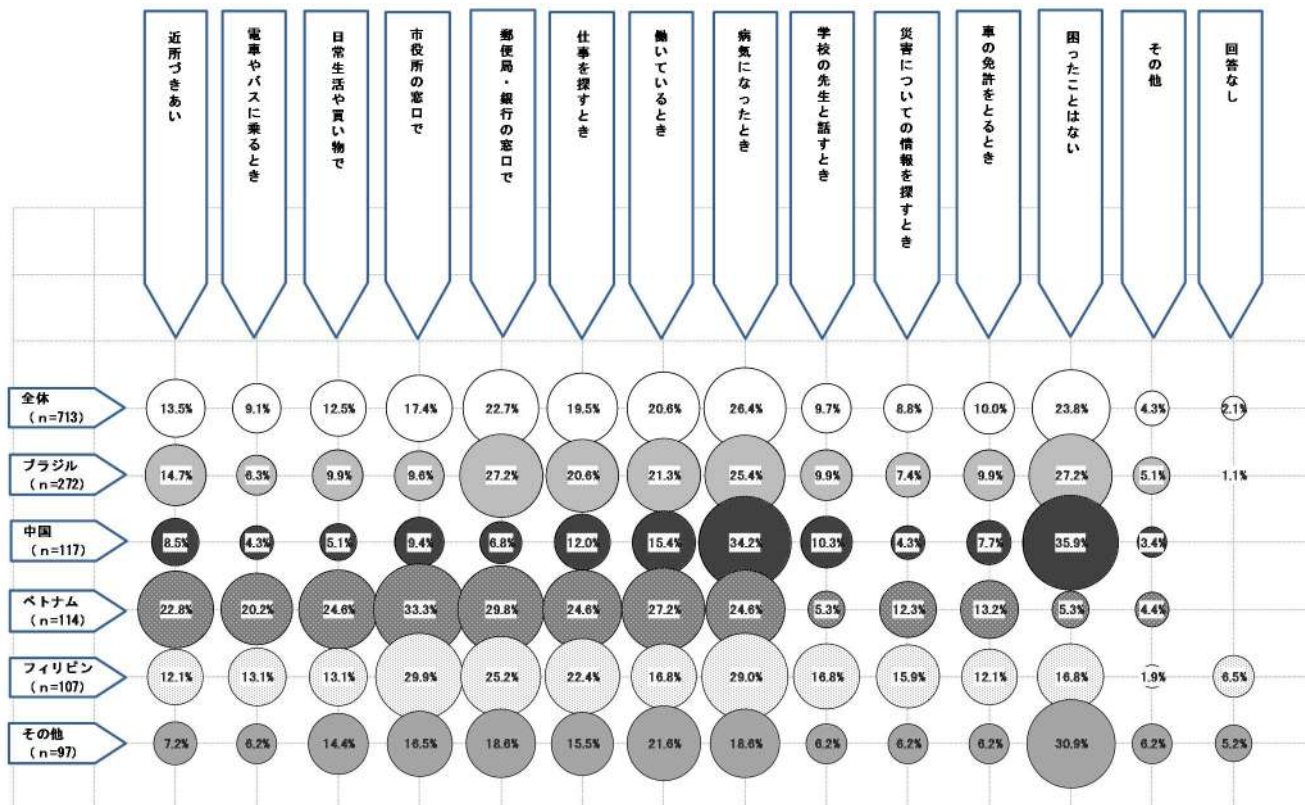 近所づきあい
電車やバスに乗るとき
日常生活や買い物で
市役所の窓口で
郵便局・銀行の窓口で
仕事を探すとき
働いているとき
病気になったとき
学校の先生と話すとき
災害についての情報を探すとき
車の免許をとるとき
困ったことはない
その他
回答なし
全体
（n=713）
13.5% 9.1% 12.5% 17.4% 22.7% 19.5% 20.6% 26.4% 9.7% 8.8% 10.0% 23.8% 4.3% 2.1%
ブラジル
（n=272）
14.7% 6.3% 9.9% 9.6% 27.2% 20.6% 21.3% 25.4% 9.9% 7.4% 9.9% 27.2% 5.1% 1.1%
中国
（n=117）
8.5% 4.3% 5.1% 9.4% 6.8% 12.0% 15.4% 34.2% 10.3% 4.3% 7.7% 35.9% 3.4%
ベトナム
（n=114）
22.8% 20.2% 24.6% 33.3% 29.8% 24.6% 27.2% 24.6% 5.3% 12.3% 13.2% 5.3% 4.4%
フィリピン
（n=107）
12.1% 13.1% 13.1% 29.9% 25.2% 22.4% 16.8% 29.0% 16.8% 15.9% 12.1% 16.8% 1.9% 6.5%
その他
（n=97）
7.2% 6.2% 14.4% 16.5% 18.6% 15.5% 21.6% 18.6% 6.2% 6.2% 6.2% 30.9% 6.2% 5.2%